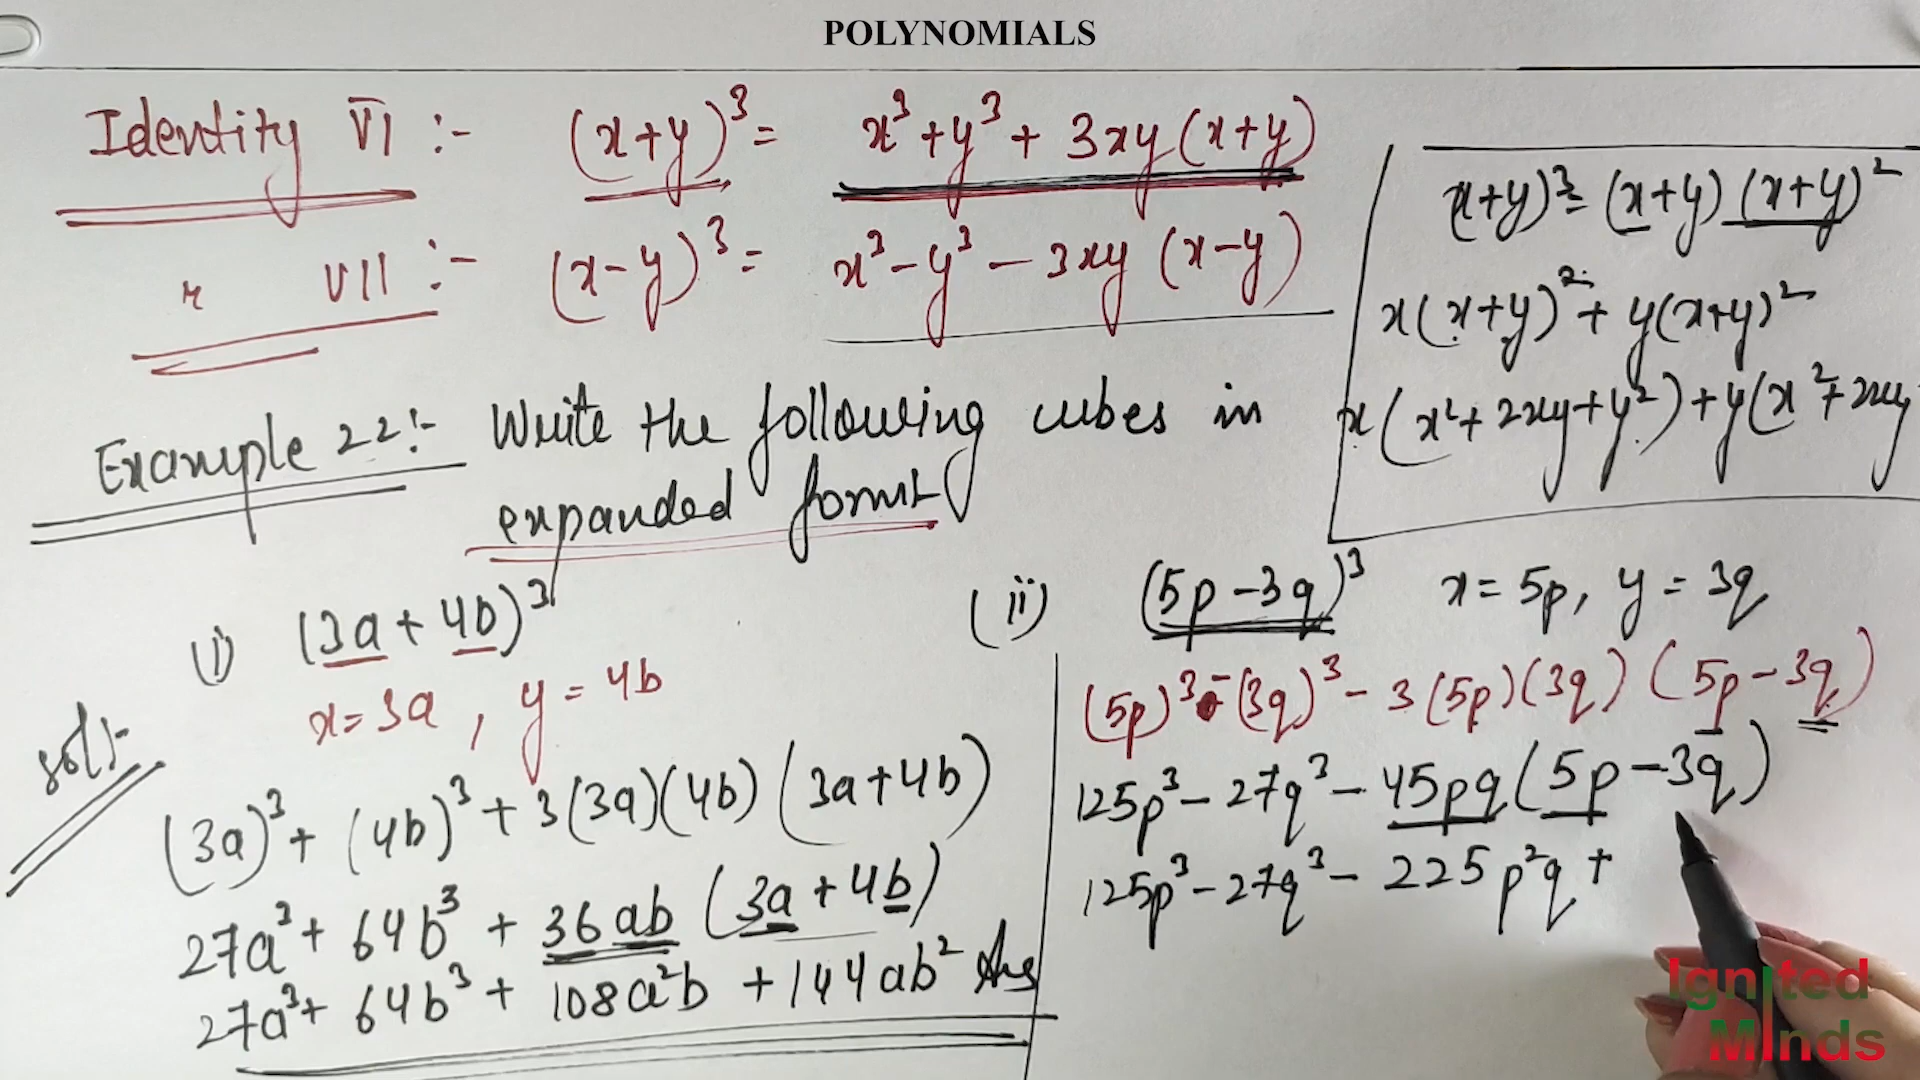 POLYNOMIALS
Identity VI :- (x+y)³ = x³+y³ + 3xy(x+y)
" VII :- (x-y)³ = x³-y³ - 3xy (x-y)
(x+y)³ = (x+y) (x+y)²
x(x+y)² + y(x+y)²
x(x²+2xy+y²)+y(x²+2xy
Example 22:- Write the following cubes in
expanded form:
(i) (3a + 4b)³
x=3a, y = 4b
sol:-
(3a)³ + (4b)³ + 3(3a)(4b) (3a+4b)
27a³ + 64b³ + 36ab (3a + 4b)
27a³ + 64b³ + 108a²b + 144ab² Ans
(ii) (5p - 3q)³ x = 5p, y = 3q
(5p)³ - (3q)³ - 3(5p)(3q) (5p - 3q)
125p³ - 27q³ - 45pq(5p - 3q)
125p³ - 27q³ - 225p²q +
Ignited
Minds